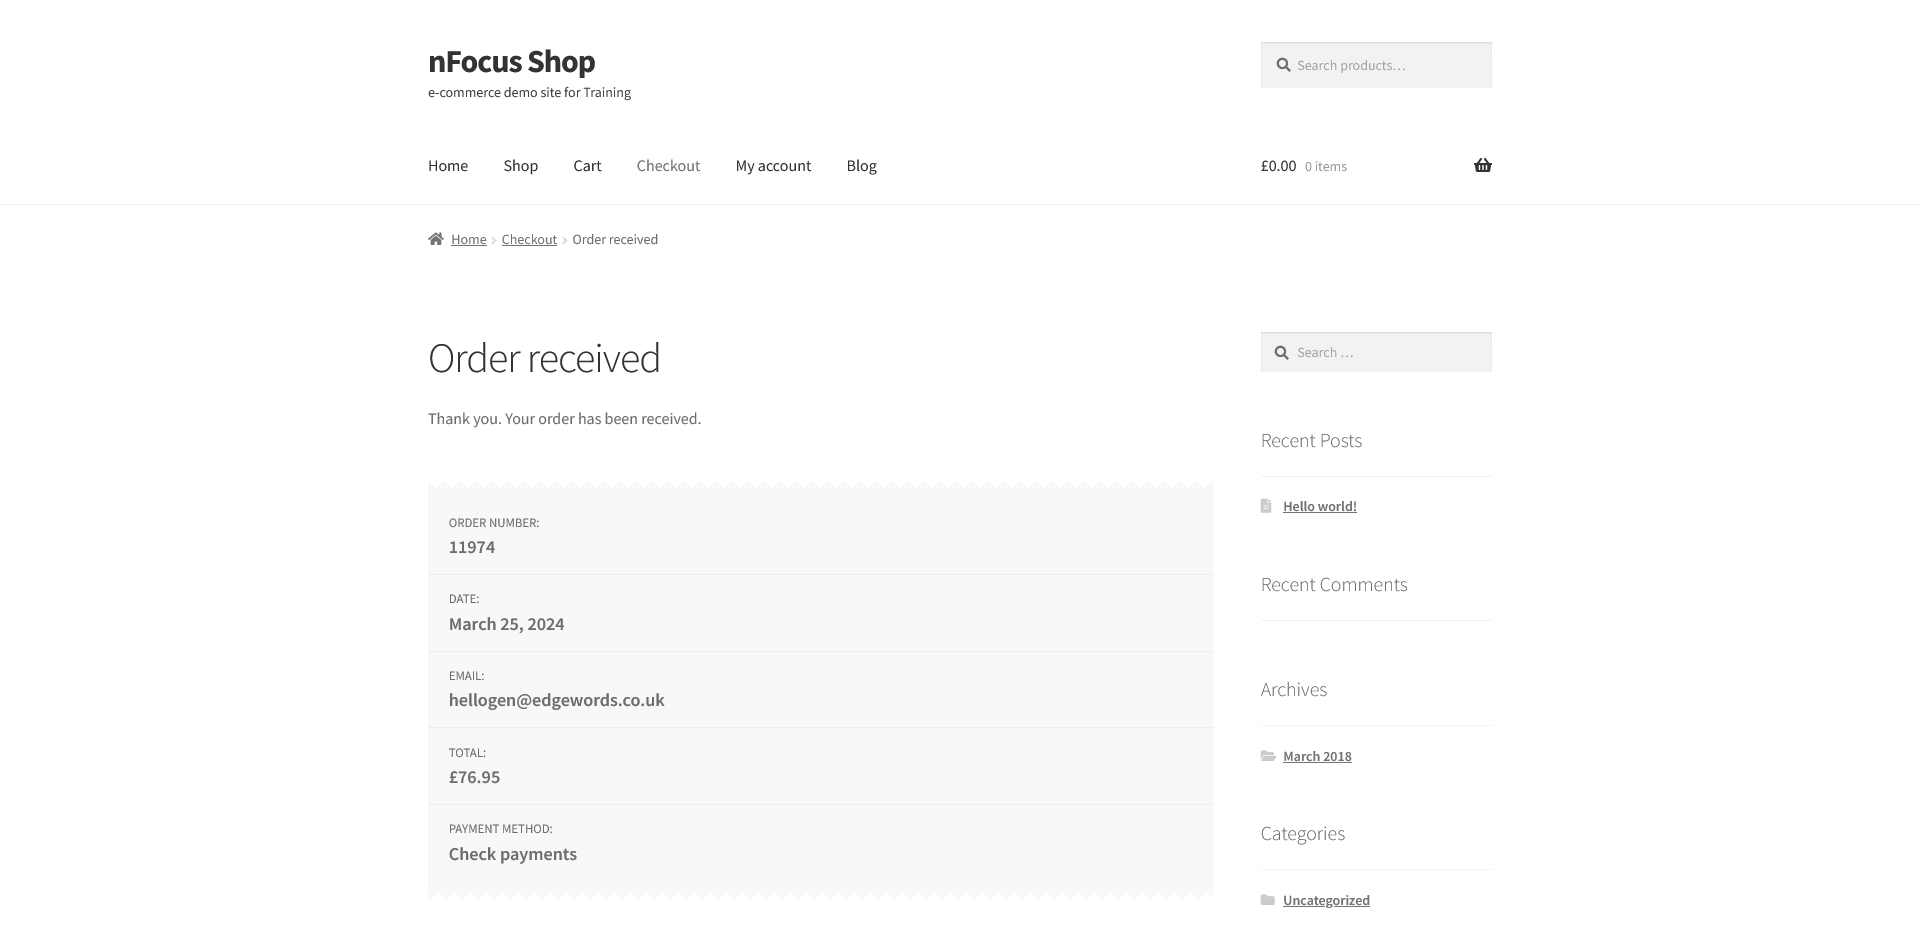 nFocus Shop
e-commerce demo site for Training
Search products…
Home Shop Cart Checkout My account Blog
£0.00 0 items
Home Checkout Order received
Order received
Thank you. Your order has been received.
ORDER NUMBER:
11974
DATE:
March 25, 2024
EMAIL:
hellogen@edgewords.co.uk
TOTAL:
£76.95
PAYMENT METHOD:
Check payments
Search …
Recent Posts
Hello world!
Recent Comments
Archives
March 2018
Categories
Uncategorized